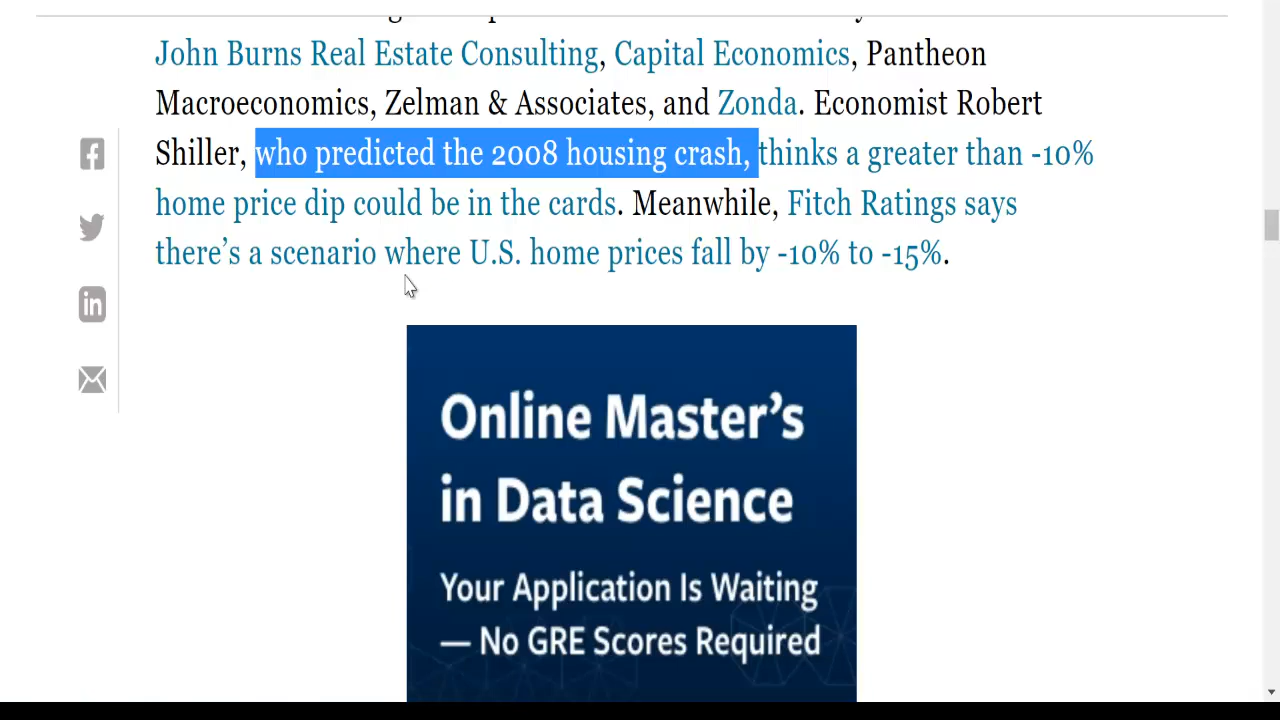 John Burns Real Estate Consulting, Capital Economics, Pantheon
Macroeconomics, Zelman & Associates, and Zonda. Economist Robert
Shiller, who predicted the 2008 housing crash, thinks a greater than -10%
home price dip could be in the cards. Meanwhile, Fitch Ratings says
there’s a scenario where U.S. home prices fall by -10% to -15%.
in
Online Master’s
in Data Science
Your Application Is Waiting
— No GRE Scores Required